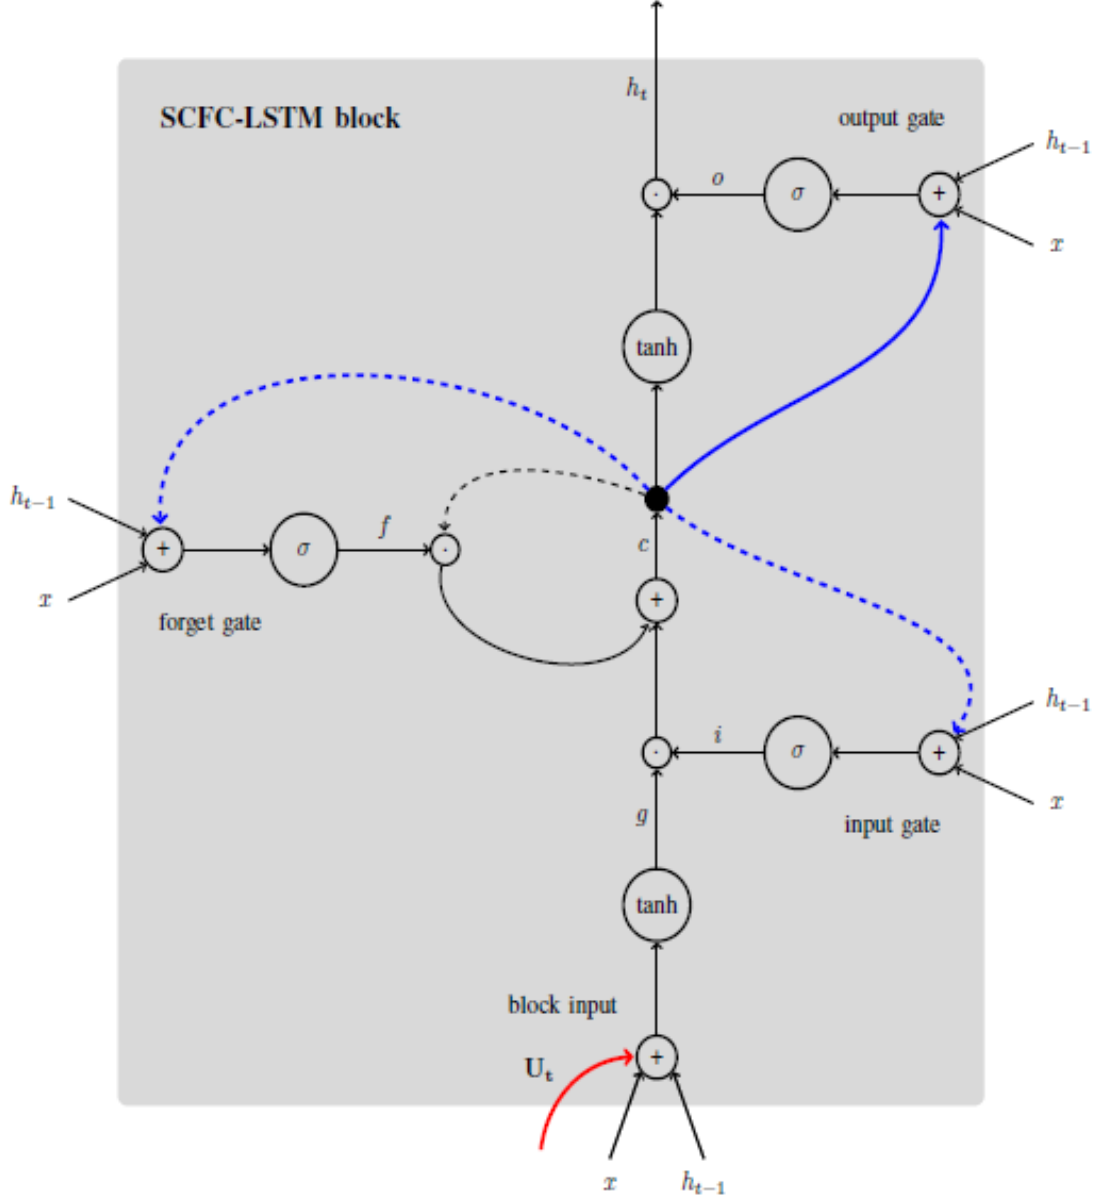 h_t
SCFC-LSTM block
output gate
h_{t-1}
o
σ
+
·
x
tanh
h_{t-1}
+
σ
f
·
c
x
forget gate
+
h_{t-1}
i
σ
+
·
x
g
input gate
tanh
block input
U_t
+
x
h_{t-1}